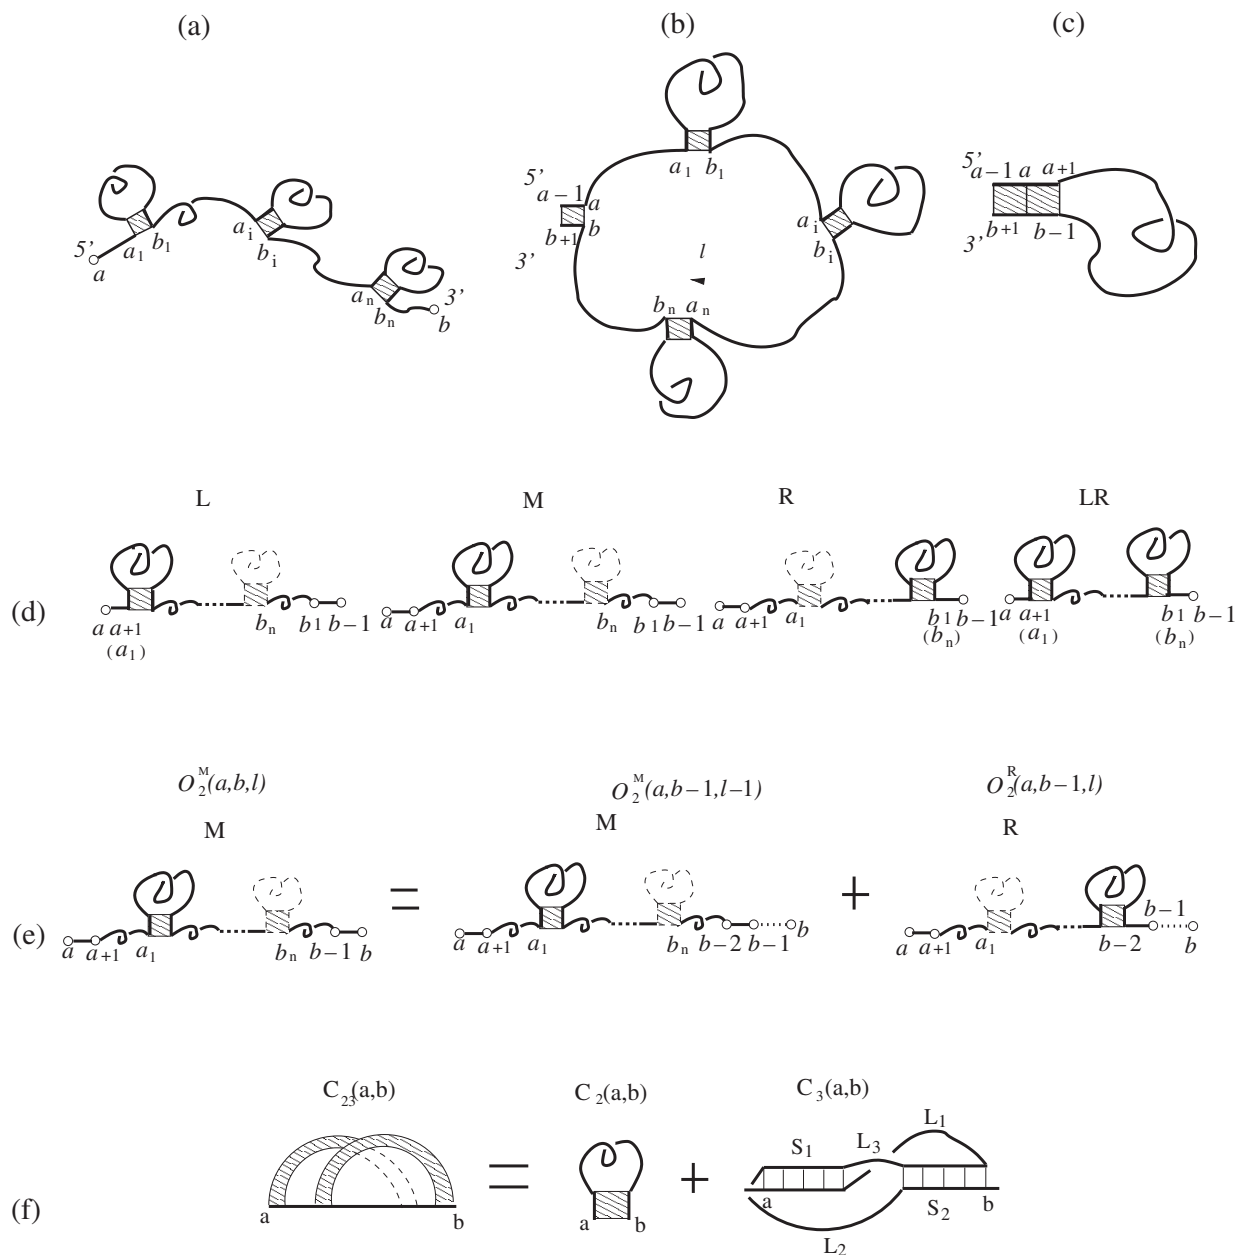 (a) (b) (c)
5' a a₁ b₁ aᵢ bᵢ aₙ bₙ 3' b
5' a−1 a b+1 b 3' a₁ b₁ aᵢ bᵢ l bₙ aₙ
5' a−1 a a+1 b+1 b−1 3'
L M R LR
(d)
a a+1 (a₁) bₙ b1 b−1
a a+1 a₁ bₙ b1 b−1
a a+1 a₁ b1 b−1 (bₙ)
a a+1 (a₁) b1 b−1 (bₙ)
O₂ᴹ(a,b,l) O₂ᴹ(a,b−1,l−1) O₂ᴿ(a,b−1,l)
M M R
(e)
a a+1 a₁ bₙ b−1 b = a a+1 a₁ bₙ b−2 b−1 b + a a+1 a₁ b−2 b−1 b
C₂₃(a,b) C₂(a,b) C₃(a,b)
(f)
a b = a b + S₁ L₃ L₁ a S₂ b L₂